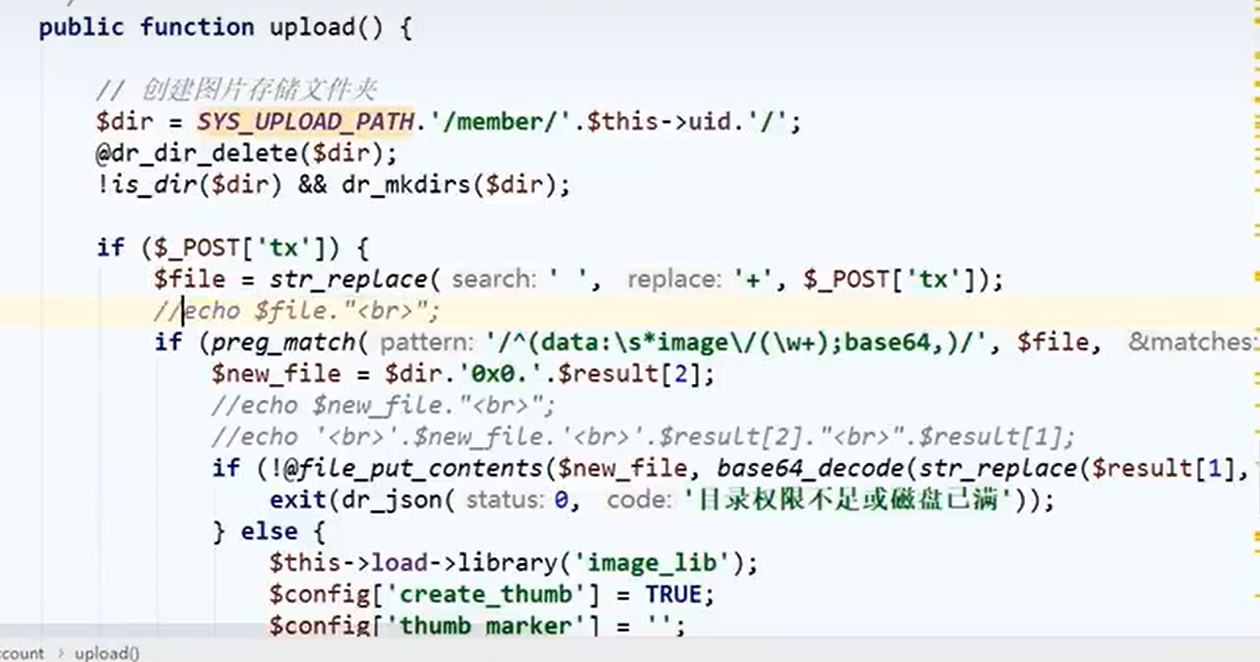 public function upload() {
// 创建图片存储文件夹
$dir = SYS_UPLOAD_PATH.'/member/'.$this->uid.'/';
@dr_dir_delete($dir);
!is_dir($dir) && dr_mkdirs($dir);
if ($_POST['tx']) {
$file = str_replace( search: ' ', replace: '+', $_POST['tx']);
//echo $file."<br>";
if (preg_match( pattern: '/^(data:\s*image\/(\w+);base64,)/', $file, &matches:
$new_file = $dir.'0x0.'.$result[2];
//echo $new_file."<br>";
//echo '<br>'.$new_file.'<br>'.$result[2]."<br>".$result[1];
if (!@file_put_contents($new_file, base64_decode(str_replace($result[1],
exit(dr_json( status: 0, code: '目录权限不足或磁盘已满'));
} else {
$this->load->library('image_lib');
$config['create_thumb'] = TRUE;
$config['thumb_marker'] = '';
ccount › upload()